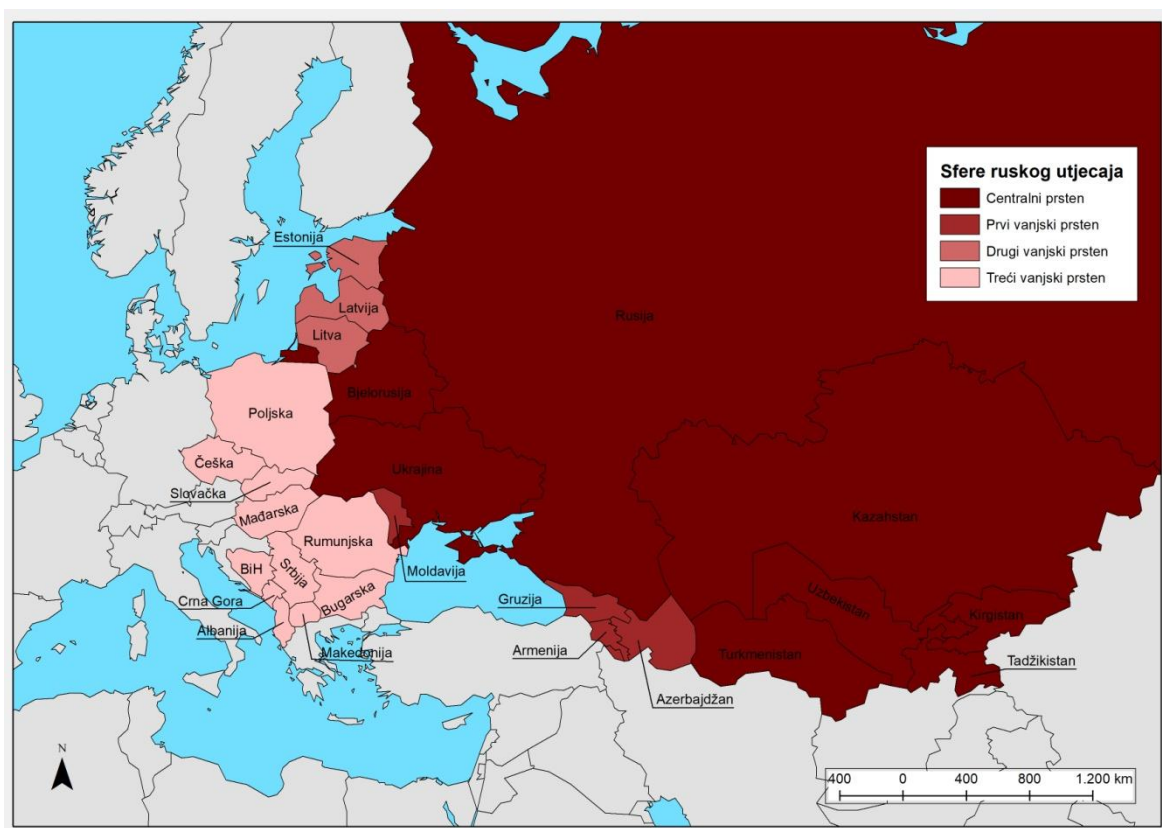 Sfere ruskog utjecaja
Centralni prsten
Prvi vanjski prsten
Drugi vanjski prsten
Treći vanjski prsten
Estonija
Latvija
Litva
Rusija
Bjelorusija
Poljska
Češka
Ukrajina
Slovačka
Mađarska
Kazahstan
Rumunjska
BiH
Srbija
Moldavija
Bugarska
Crna Gora
Gruzija
Uzbekistan
Kirgistan
Albanija
Makedonija
Armenija
Turkmenistan
Tadžikistan
Azerbajdžan
N
400 0 400 800 1.200 km